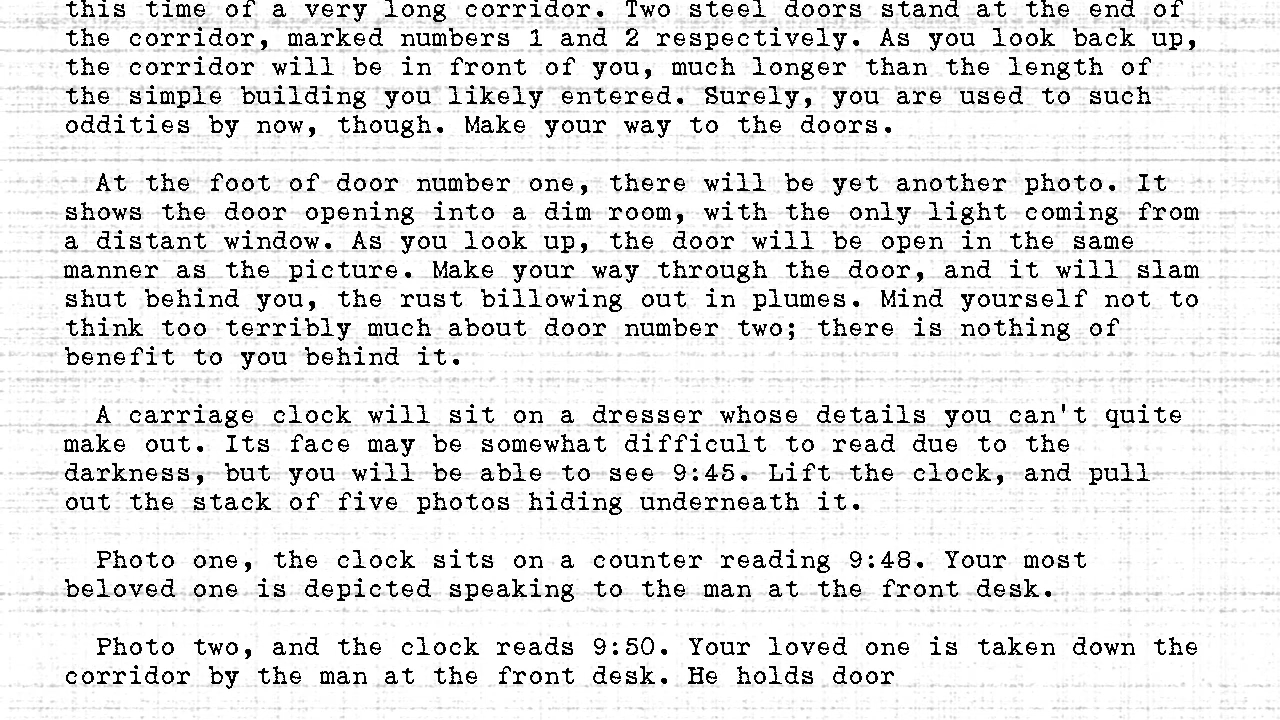 this time of a very long corridor. Two steel doors stand at the end of
the corridor, marked numbers 1 and 2 respectively. As you look back up,
the corridor will be in front of you, much longer than the length of
the simple building you likely entered. Surely, you are used to such
oddities by now, though. Make your way to the doors.
At the foot of door number one, there will be yet another photo. It
shows the door opening into a dim room, with the only light coming from
a distant window. As you look up, the door will be open in the same
manner as the picture. Make your way through the door, and it will slam
shut behind you, the rust billowing out in plumes. Mind yourself not to
think too terribly much about door number two; there is nothing of
benefit to you behind it.
A carriage clock will sit on a dresser whose details you can't quite
make out. Its face may be somewhat difficult to read due to the
darkness, but you will be able to see 9:45. Lift the clock, and pull
out the stack of five photos hiding underneath it.
Photo one, the clock sits on a counter reading 9:48. Your most
beloved one is depicted speaking to the man at the front desk.
Photo two, and the clock reads 9:50. Your loved one is taken down the
corridor by the man at the front desk. He holds door